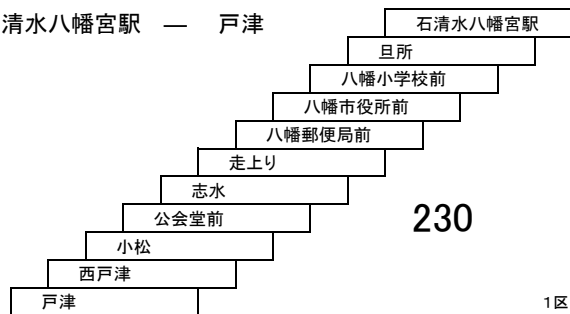 清水八幡宮駅 ― 戸津
石清水八幡宮駅
旦所
八幡小学校前
八幡市役所前
八幡郵便局前
走上り
志水
公会堂前
230
小松
西戸津
戸津
1区